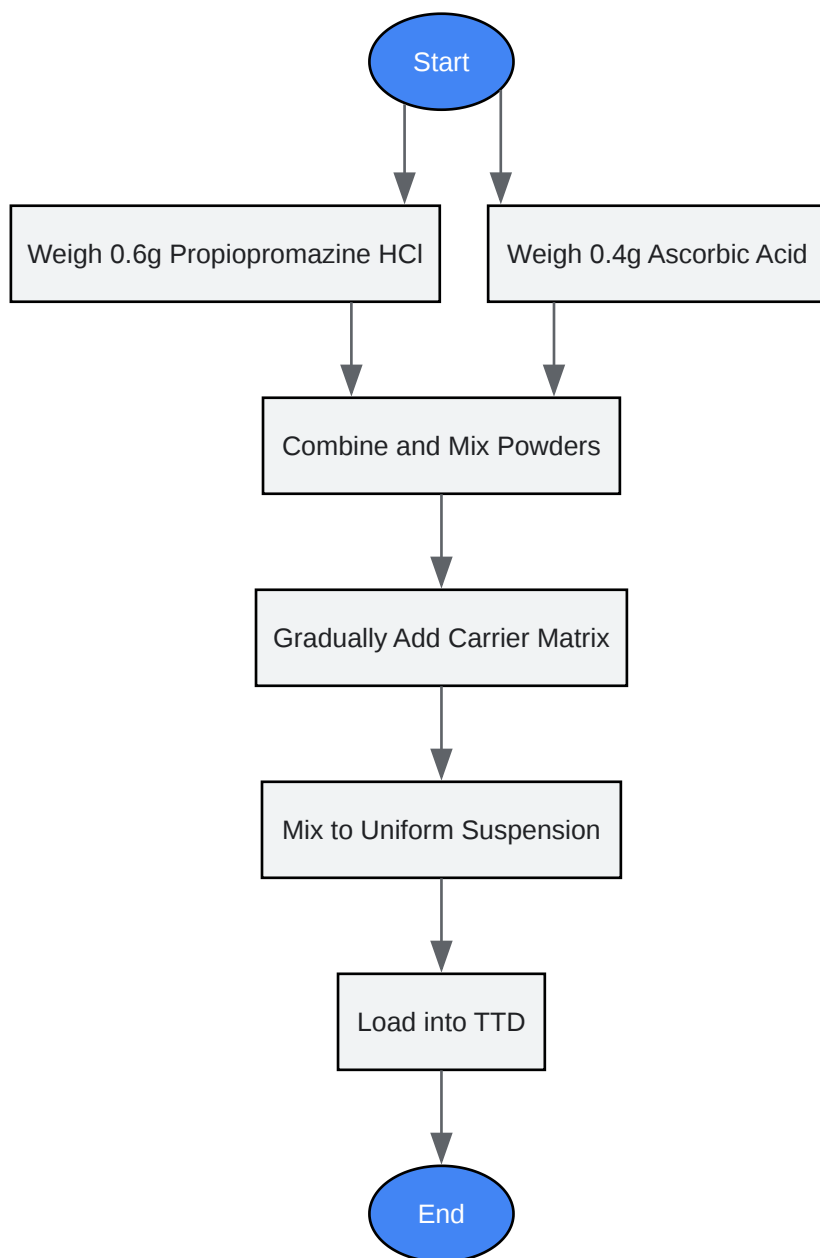 Start
Weigh 0.6g Propiopromazine HCl
Weigh 0.4g Ascorbic Acid
Combine and Mix Powders
Gradually Add Carrier Matrix
Mix to Uniform Suspension
Load into TTD
End